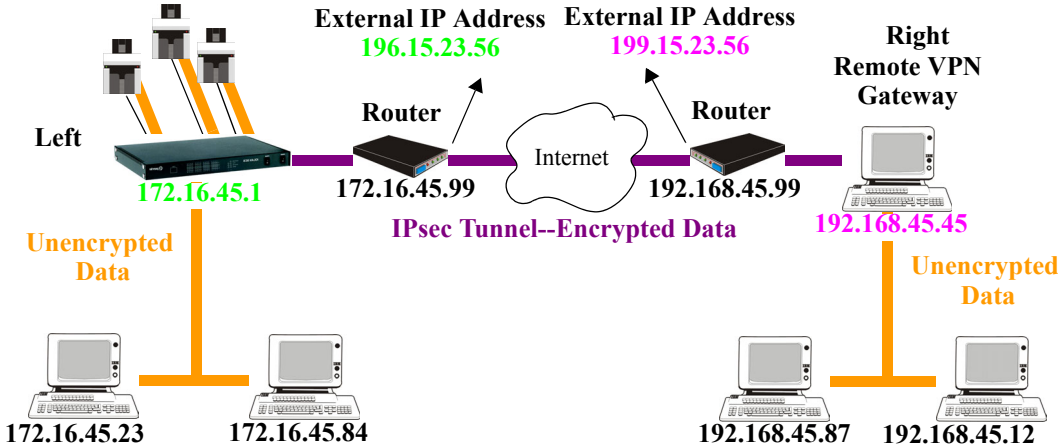 External IP Address
196.15.23.56
External IP Address
199.15.23.56
Right
Remote VPN
Gateway
Left
Router
Router
Internet
172.16.45.1
172.16.45.99
192.168.45.99
192.168.45.45
IPsec Tunnel--Encrypted Data
Unencrypted
Data
Unencrypted
Data
172.16.45.23
172.16.45.84
192.168.45.87
192.168.45.12